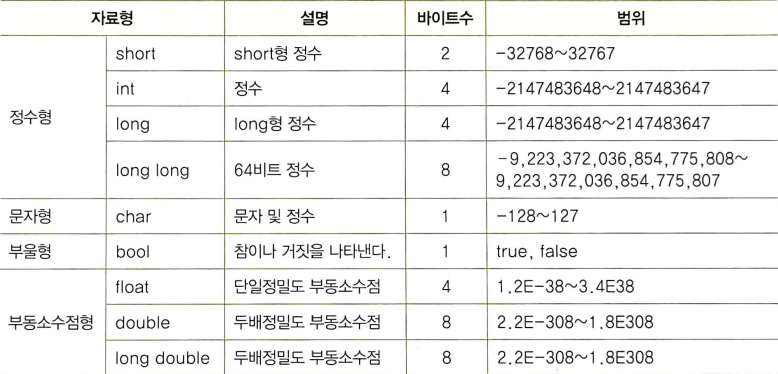 자료형 설명 바이트수 범위
정수형 short short형 정수 2 -32768~32767
int 정수 4 -2147483648~2147483647
long long형 정수 4 -2147483648~2147483647
long long 64비트 정수 8 -9,223,372,036,854,775,808~
9,223,372,036,854,775,807
문자형 char 문자 및 정수 1 -128~127
부울형 bool 참이나 거짓을 나타낸다. 1 true, false
부동소수점형 float 단일정밀도 부동소수점 4 1.2E-38~3.4E38
double 두배정밀도 부동소수점 8 2.2E-308~1.8E308
long double 두배정밀도 부동소수점 8 2.2E-308~1.8E308